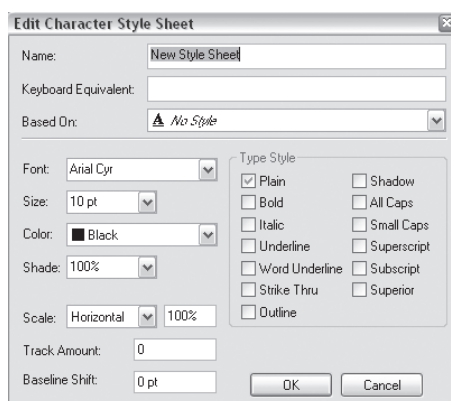 Edit Character Style Sheet
Name: New Style Sheet
Keyboard Equivalent:
Based On: A No Style
Font: Arial Cyr
Size: 10 pt
Color: Black
Shade: 100%
Scale: Horizontal 100%
Track Amount: 0
Baseline Shift: 0 pt
Type Style
Plain Shadow
Bold All Caps
Italic Small Caps
Underline Superscript
Word Underline Subscript
Strike Thru Superior
Outline
OK Cancel